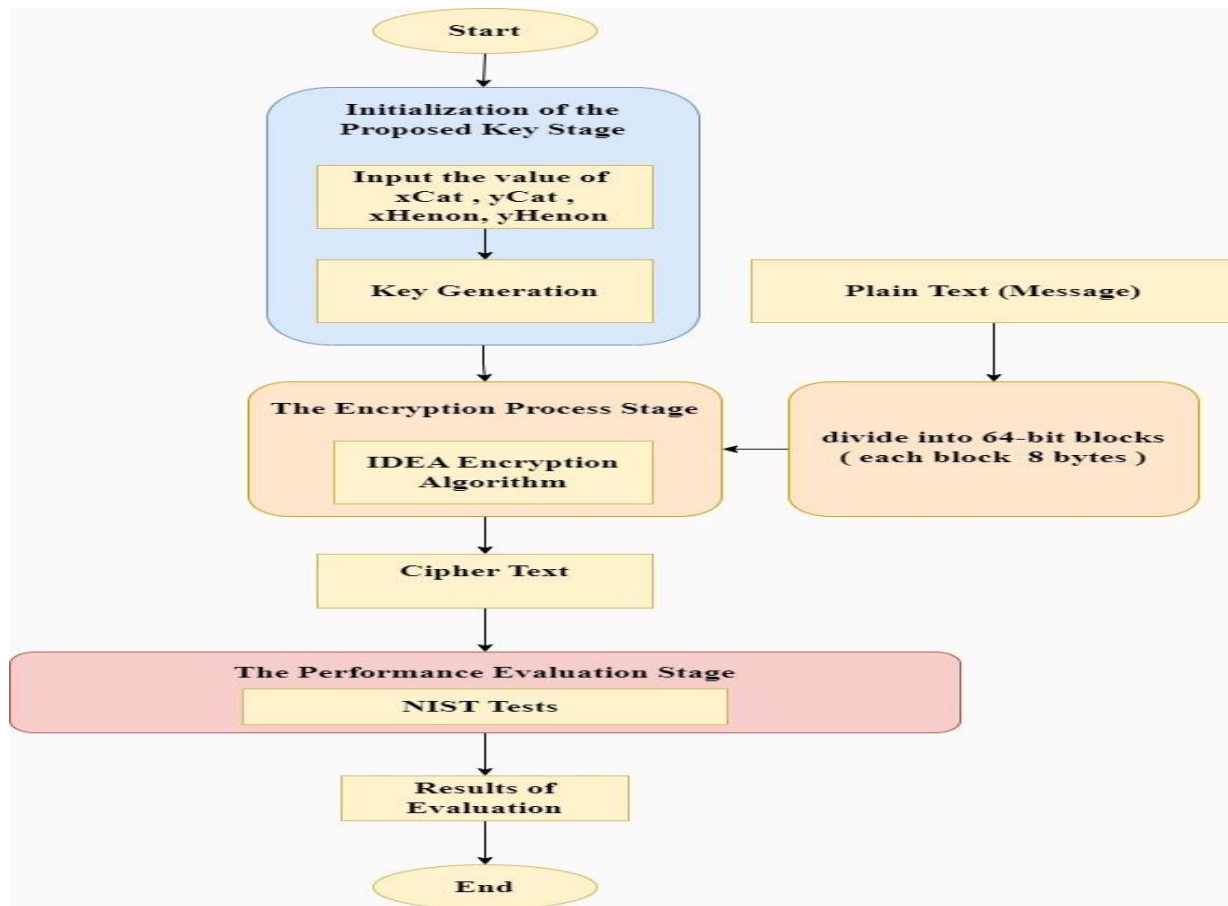 Start
Initialization of the
Proposed Key Stage
Input the value of
xCat , yCat ,
xHenon, yHenon
Key Generation
Plain Text (Message)
The Encryption Process Stage
IDEA Encryption
Algorithm
divide into 64-bit blocks
( each block 8 bytes )
Cipher Text
The Performance Evaluation Stage
NIST Tests
Results of
Evaluation
End